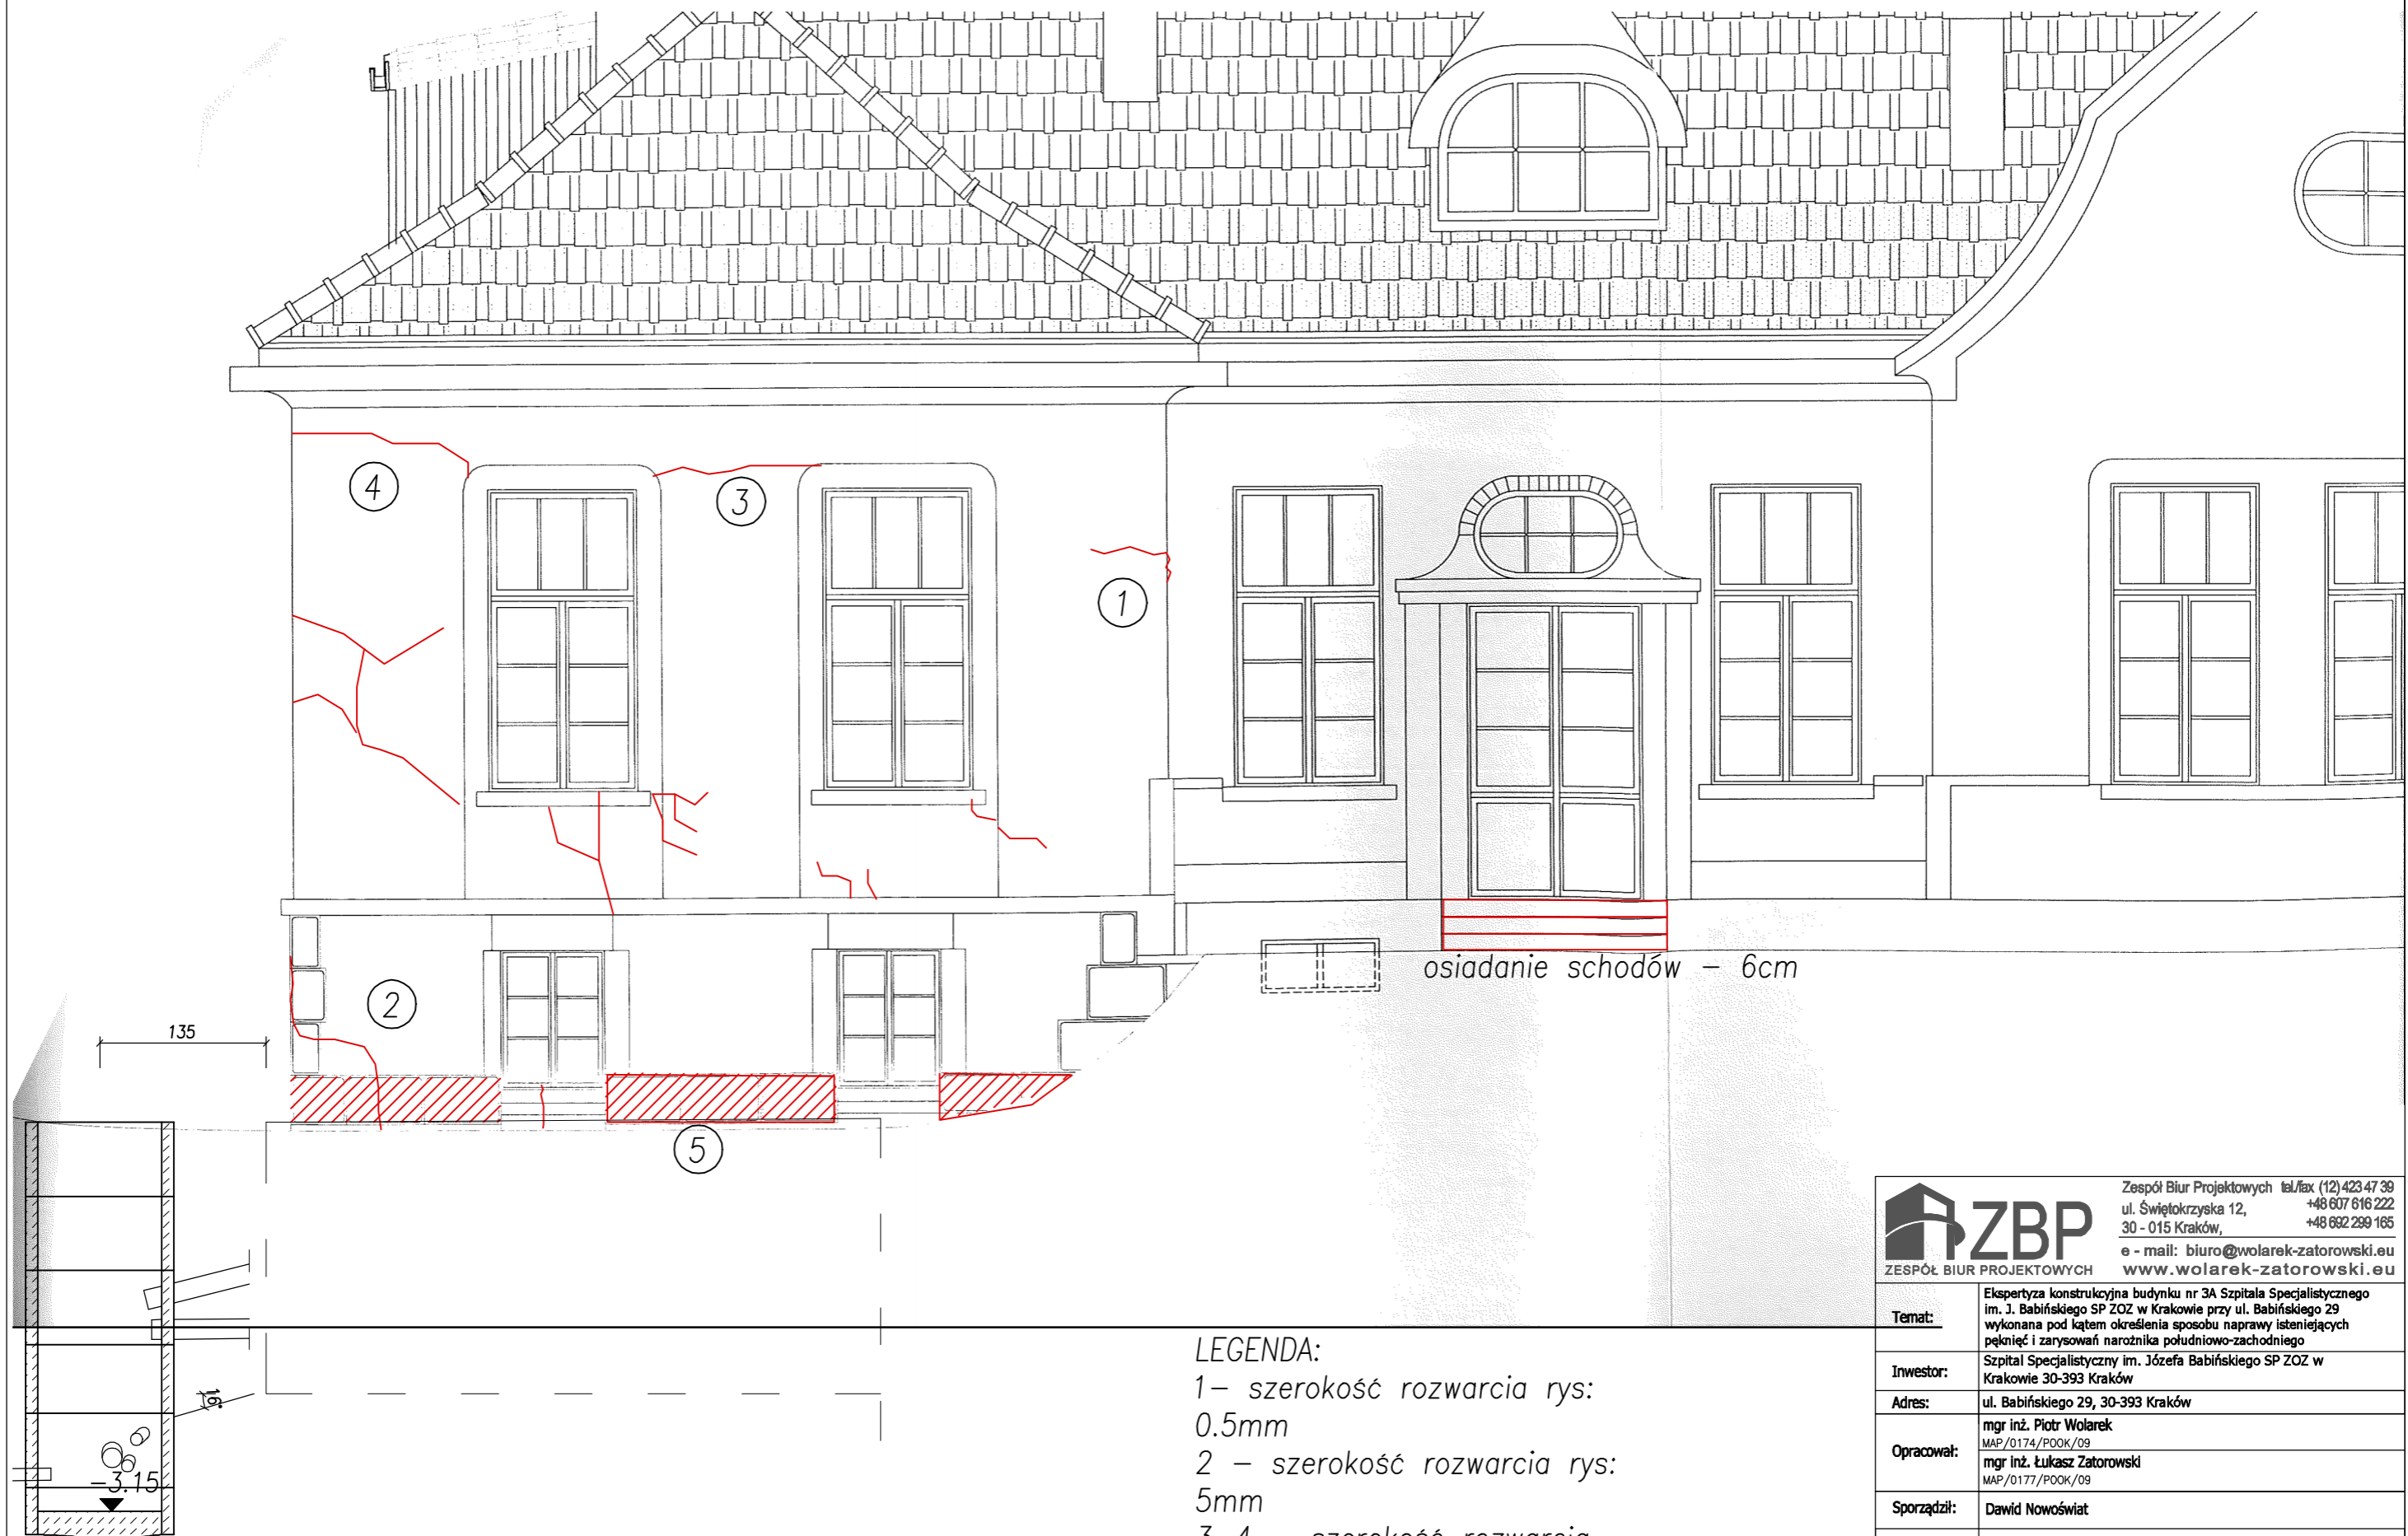 4
3
1
2
135
osiadanie schodów – 6cm
5
16
–3.15
LEGENDA:
1– szerokość rozwarcia rys:
0.5mm
2 – szerokość rozwarcia rys:
5mm
3, 4 – szerokość rozwarcia
ZBP
ZESPÓŁ BIUR PROJEKTOWYCH
Zespół Biur Projektowych tel./fax (12) 423 47 39
ul. Świętokrzyska 12, +48 607 616 222
30 - 015 Kraków, +48 692 299 165
e - mail: biuro@wolarek-zatorowski.eu
www.wolarek-zatorowski.eu
Temat:
Ekspertyza konstrukcyjna budynku nr 3A Szpitala Specjalistycznego
im. J. Babińskiego SP ZOZ w Krakowie przy ul. Babińskiego 29
wykonana pod kątem określenia sposobu naprawy isteniejących
pęknięć i zarysowań narożnika południowo-zachodniego
Inwestor:
Szpital Specjalistyczny im. Józefa Babińskiego SP ZOZ w
Krakowie 30-393 Kraków
Adres:
ul. Babińskiego 29, 30-393 Kraków
Opracował:
mgr inż. Piotr Wolarek
MAP/0174/POOK/09
mgr inż. Łukasz Zatorowski
MAP/0177/POOK/09
Sporządził:
Dawid Nowoświat